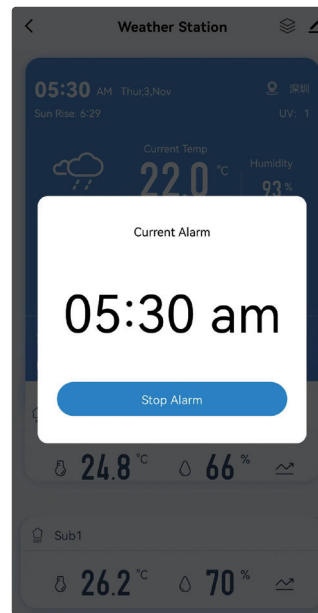 Weather Station
05:30 AM Thur,3,Nov 深圳
Sun Rise: 6:29 UV: 1
Current Temp
22.0 °C
Humidity
93 %
Current Alarm
05:30 am
Stop Alarm
24.8 °C 66 %
Sub1
26.2 °C 70 %